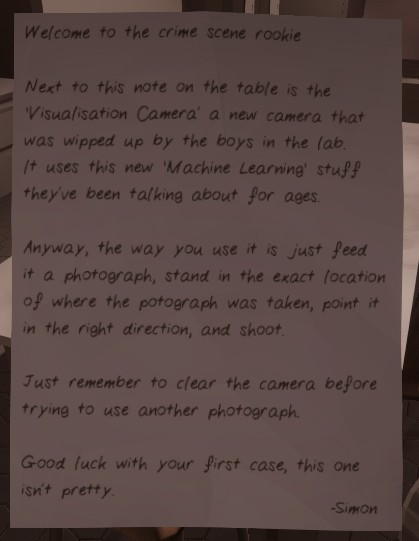 Welcome to the crime scene rookie
Next to this note on the table is the
'Visualisation Camera' a new camera that
was wipped up by the boys in the lab.
It uses this new 'Machine Learning' stuff
they've been talking about for ages.
Anyway, the way you use it is just feed
it a photograph, stand in the exact location
of where the potograph was taken, point it
in the right direction, and shoot.
Just remember to clear the camera before
trying to use another photograph.
Good luck with your first case, this one
isn't pretty.
-Simon